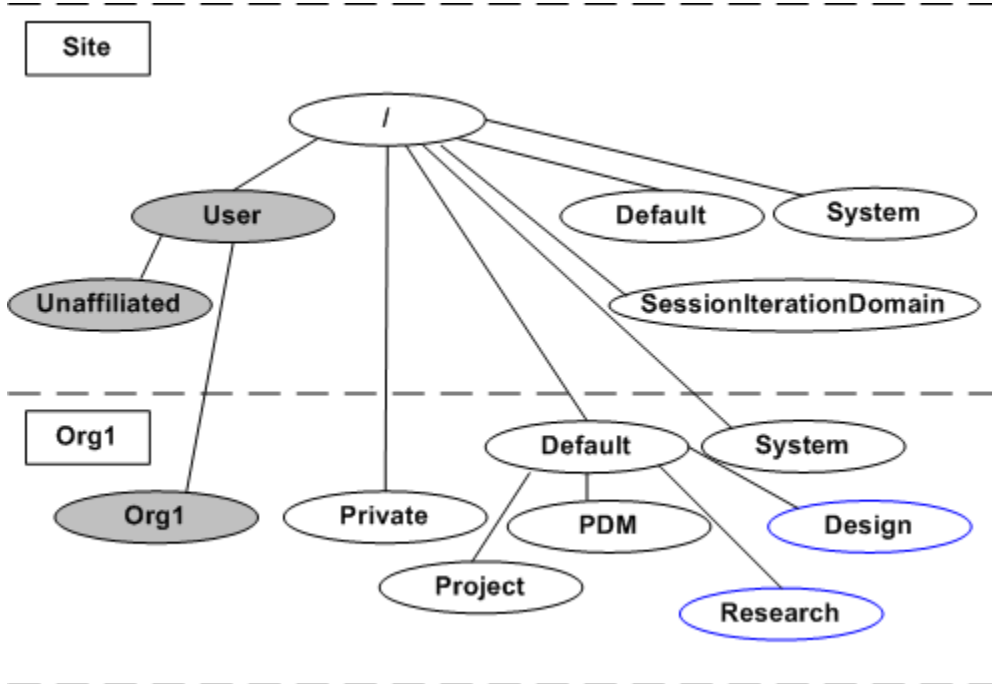 Site
/
User
Default
System
Unaffiliated
SessionIterationDomain
Org1
Default
System
Org1
Private
PDM
Design
Project
Research